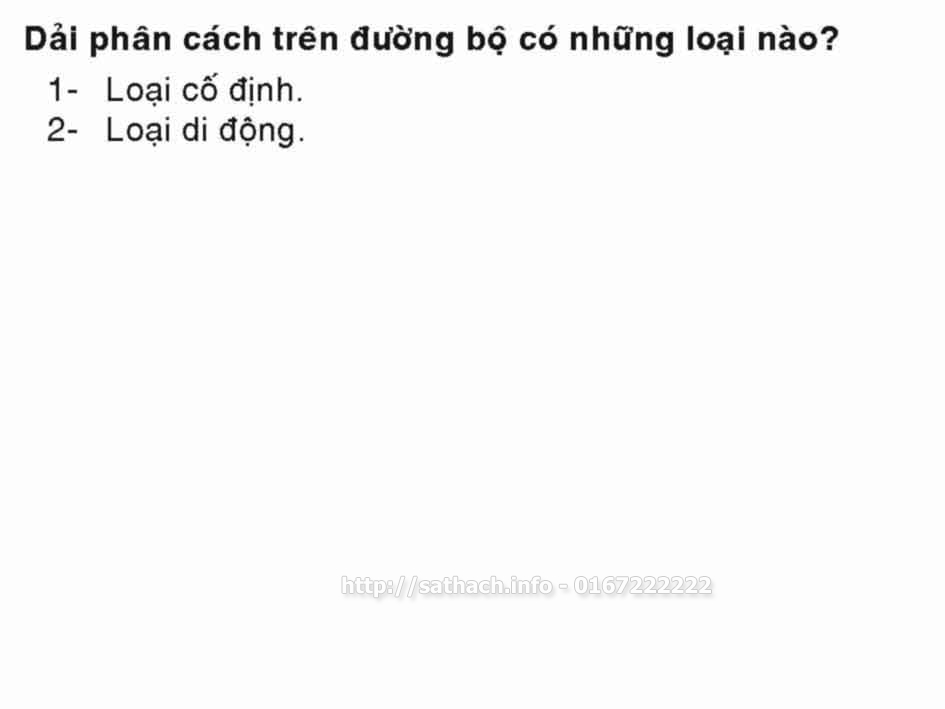 Dải phân cách trên đường bộ có những loại nào?
1- Loại cố định.
2- Loại di động.
http://sathach.info - 0167222222